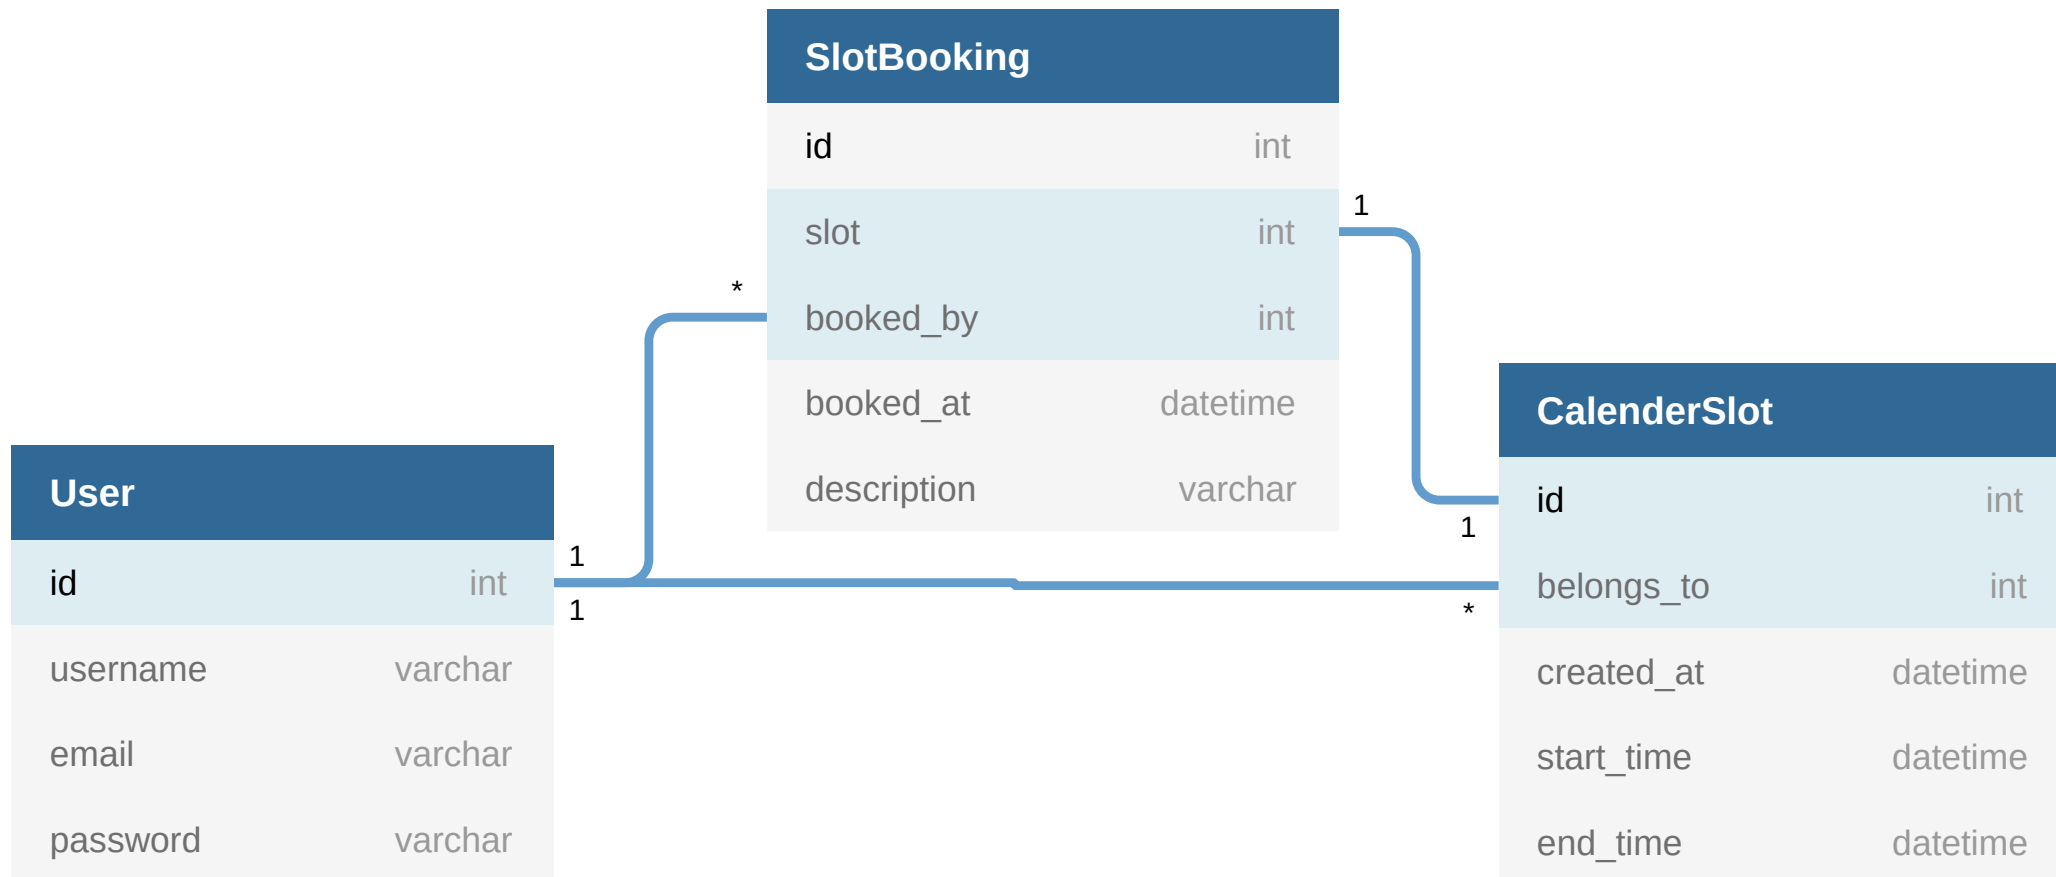 SlotBooking
id int
slot int
booked_by int
booked_at datetime
description varchar
1
*
User
id int
username varchar
email varchar
password varchar
1
1
CalenderSlot
id int
belongs_to int
created_at datetime
start_time datetime
end_time datetime
1
*